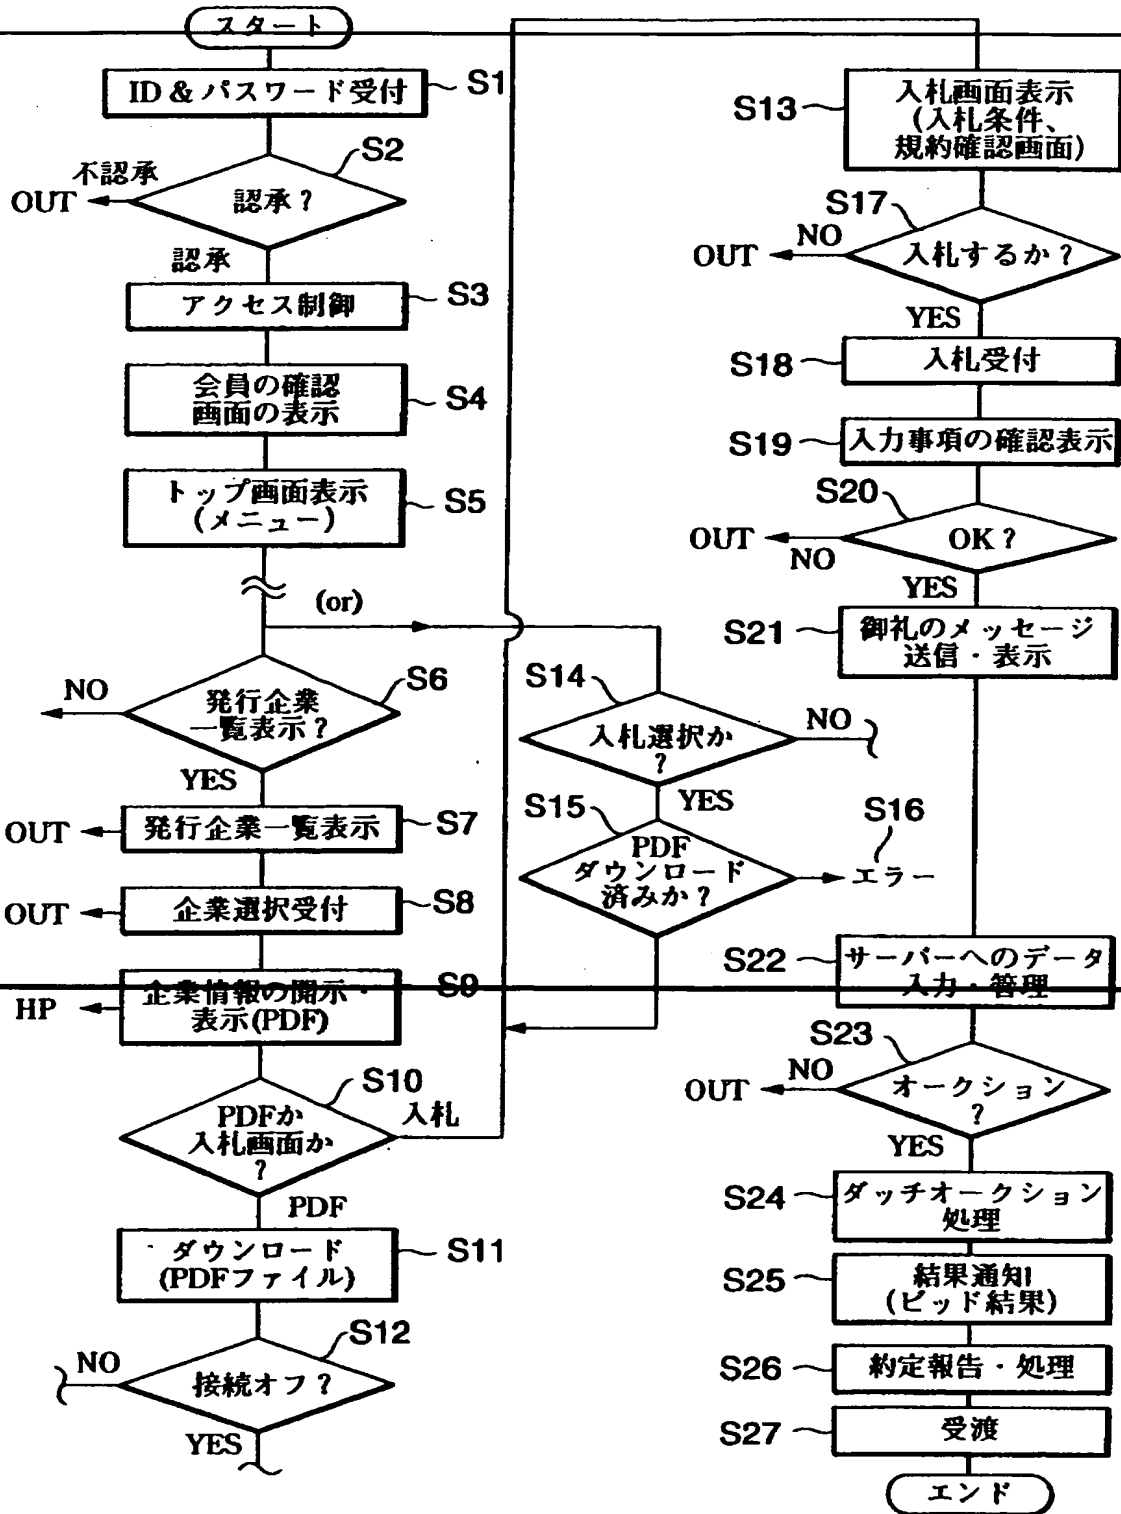 スタート
ID & パスワード受付
S1
S2
不認承
OUT
認承?
認承
アクセス制御
S3
会員の確認
画面の表示
S4
トップ画面表示
(メニュー)
S5
(or)
S6
NO
発行企業
一覧表示?
YES
OUT
発行企業一覧表示
S7
OUT
企業選択受付
S8
S9
HP
企業情報の開示・
表示(PDF)
S10
PDFか
入札画面か
?
入札
PDF
ダウンロード
(PDFファイル)
S11
S12
NO
接続オフ?
YES
S14
入札選択か
?
NO
YES
S15
PDF
ダウンロード
済みか?
S16
エラー
S13
入札画面表示
(入札条件、
規約確認画面)
S17
OUT
NO
入札するか?
YES
S18
入札受付
S19
入力事項の確認表示
S20
OUT
NO
OK?
YES
S21
御礼のメッセージ
送信・表示
S22
サーバーへのデータ
入力・管理
S23
OUT
NO
オークション
?
YES
S24
ダッチオークション
処理
S25
結果通知
(ビッド結果)
S26
約定報告・処理
S27
受渡
エンド